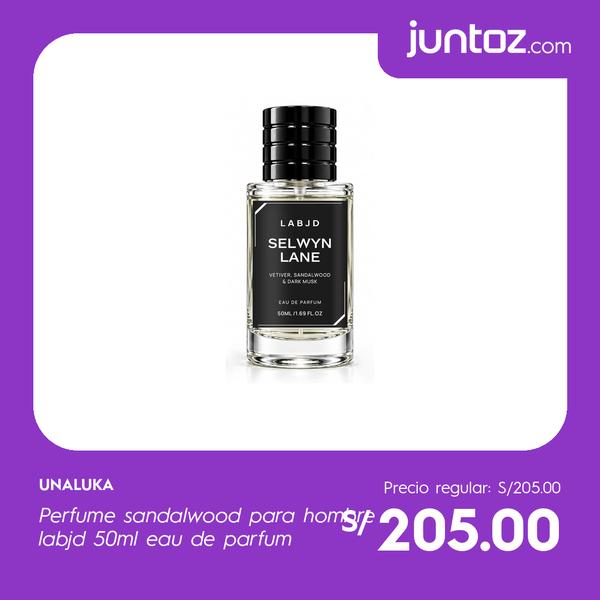 juntoz.com
LABJD
SELWYN
LANE
VETIVER, SANDALWOOD
& DARK MUSK
EAU DE PARFUM
50ML /1.69 FL.OZ
UNALUKA
Perfume sandalwood para hombre
labjd 50ml eau de parfum
Precio regular: S/205.00
S/ 205.00